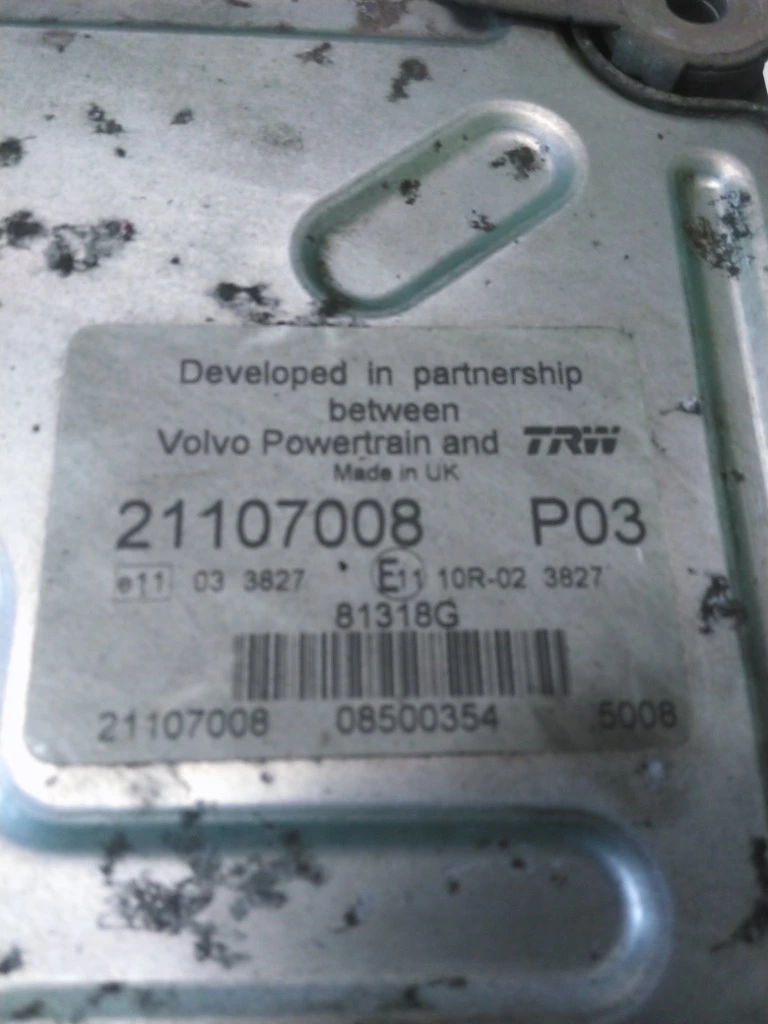 Developed in partnership
between
Volvo Powertrain and TRW
Made in UK
21107008 P03
e11 03 3827 E11 10R-02 3827
81318G
21107008 08500354 5008